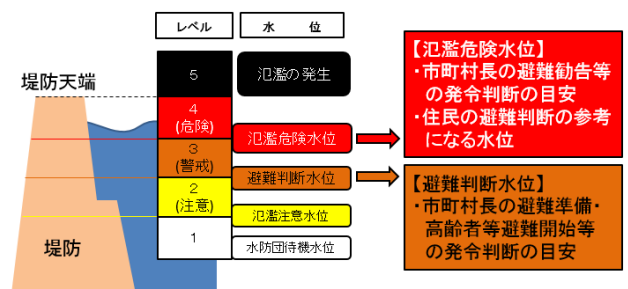 レベル
水　位
堤防天端
5
氾濫の発生
4
(危険)
氾濫危険水位
3
(警戒)
避難判断水位
2
(注意)
氾濫注意水位
1
水防団待機水位
堤防
【氾濫危険水位】
・市町村長の避難勧告等
の発令判断の目安
・住民の避難判断の参考
になる水位
【避難判断水位】
・市町村長の避難準備・
高齢者等避難開始等
の発令判断の目安